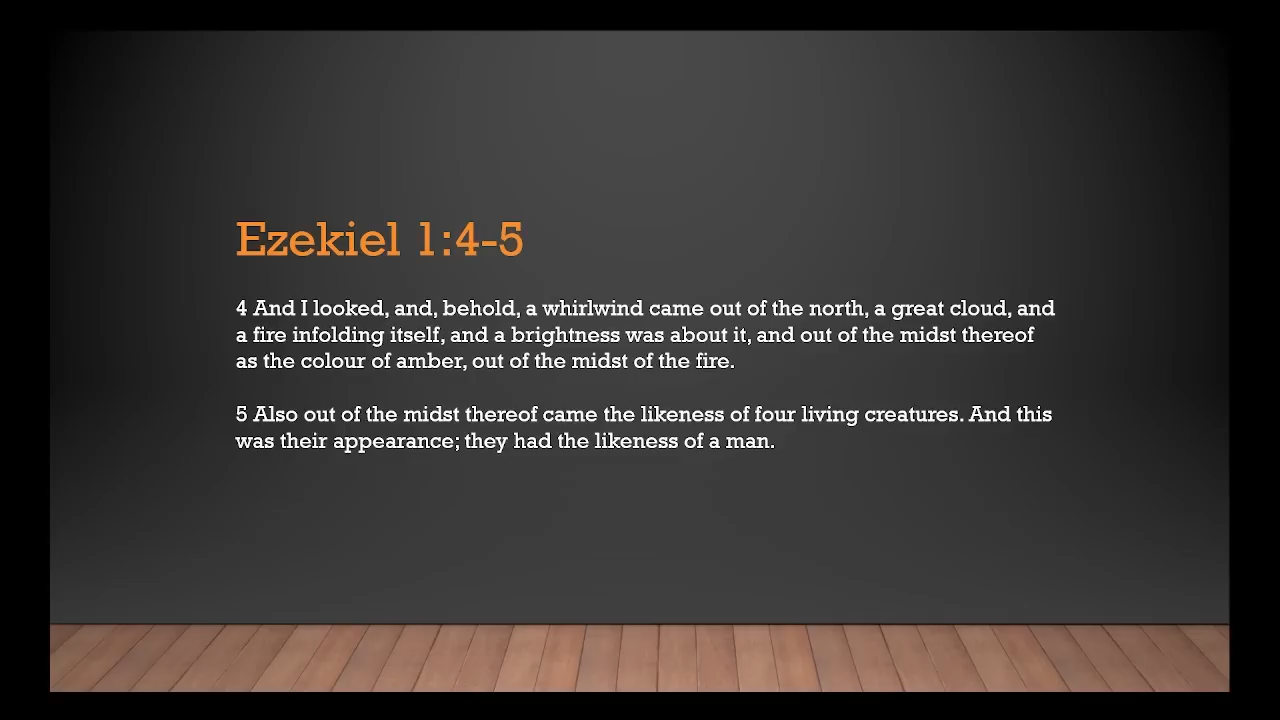 Ezekiel 1:4-5
4 And I looked, and, behold, a whirlwind came out of the north, a great cloud, and
a fire infolding itself, and a brightness was about it, and out of the midst thereof
as the colour of amber, out of the midst of the fire.
5 Also out of the midst thereof came the likeness of four living creatures. And this
was their appearance; they had the likeness of a man.